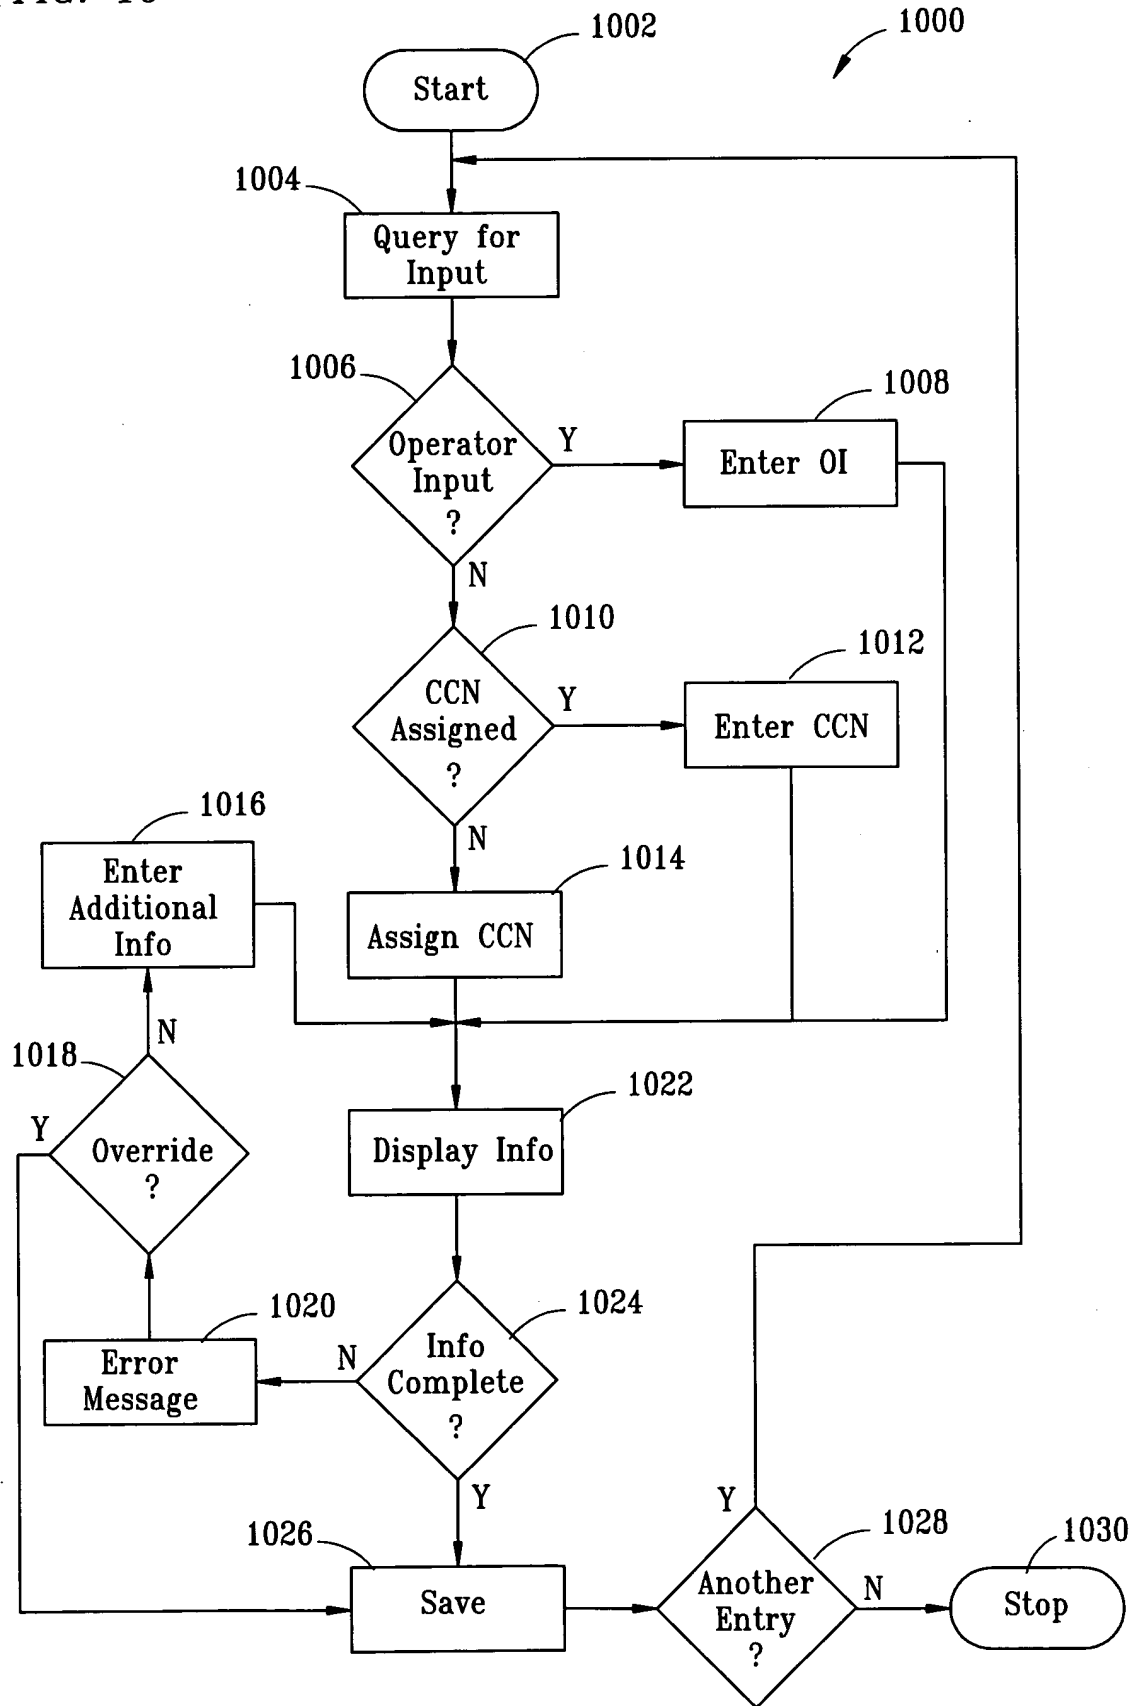 1002
1000
Start
1004
Query for
Input
1006
1008
Operator
Input
?
Y
Enter OI
N
1010
1012
CCN
Assigned
?
Y
Enter CCN
N
1016
1014
Enter
Additional
Info
Assign CCN
N
1018
1022
Y
Override
?
Display Info
1020
1024
Error
Message
N
Info
Complete
?
Y
Y
1026
1028
1030
Save
Another
Entry
?
N
Stop